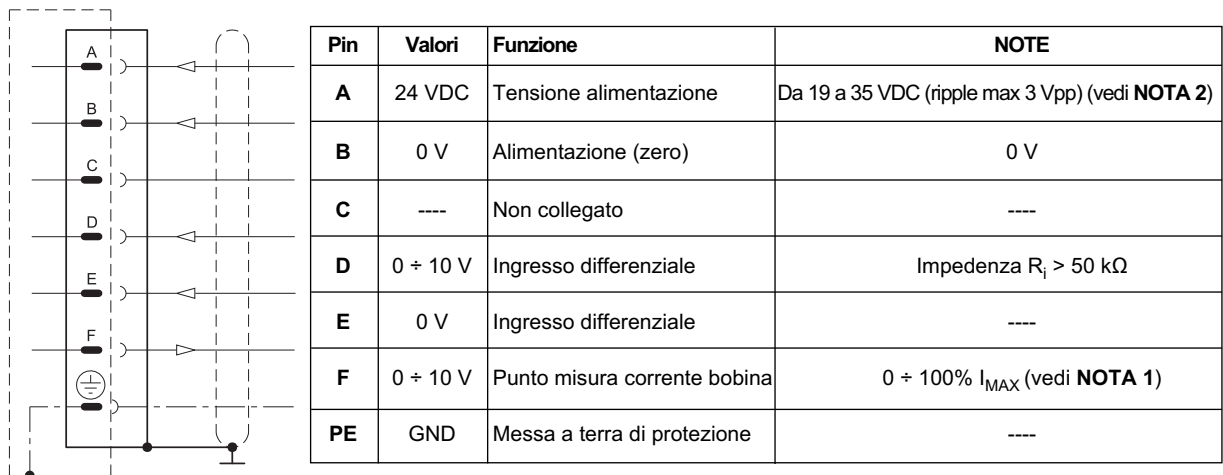 A
B
C
D
E
F
Pin Valori Funzione NOTE
A 24 VDC Tensione alimentazione Da 19 a 35 VDC (ripple max 3 Vpp) (vedi NOTA 2)
B 0 V Alimentazione (zero) 0 V
C ---- Non collegato ----
D 0 ÷ 10 V Ingresso differenziale Impedenza Ri > 50 kΩ
E 0 V Ingresso differenziale ----
F 0 ÷ 10 V Punto misura corrente bobina 0 ÷ 100% IMAX (vedi NOTA 1)
PE GND Messa a terra di protezione ----